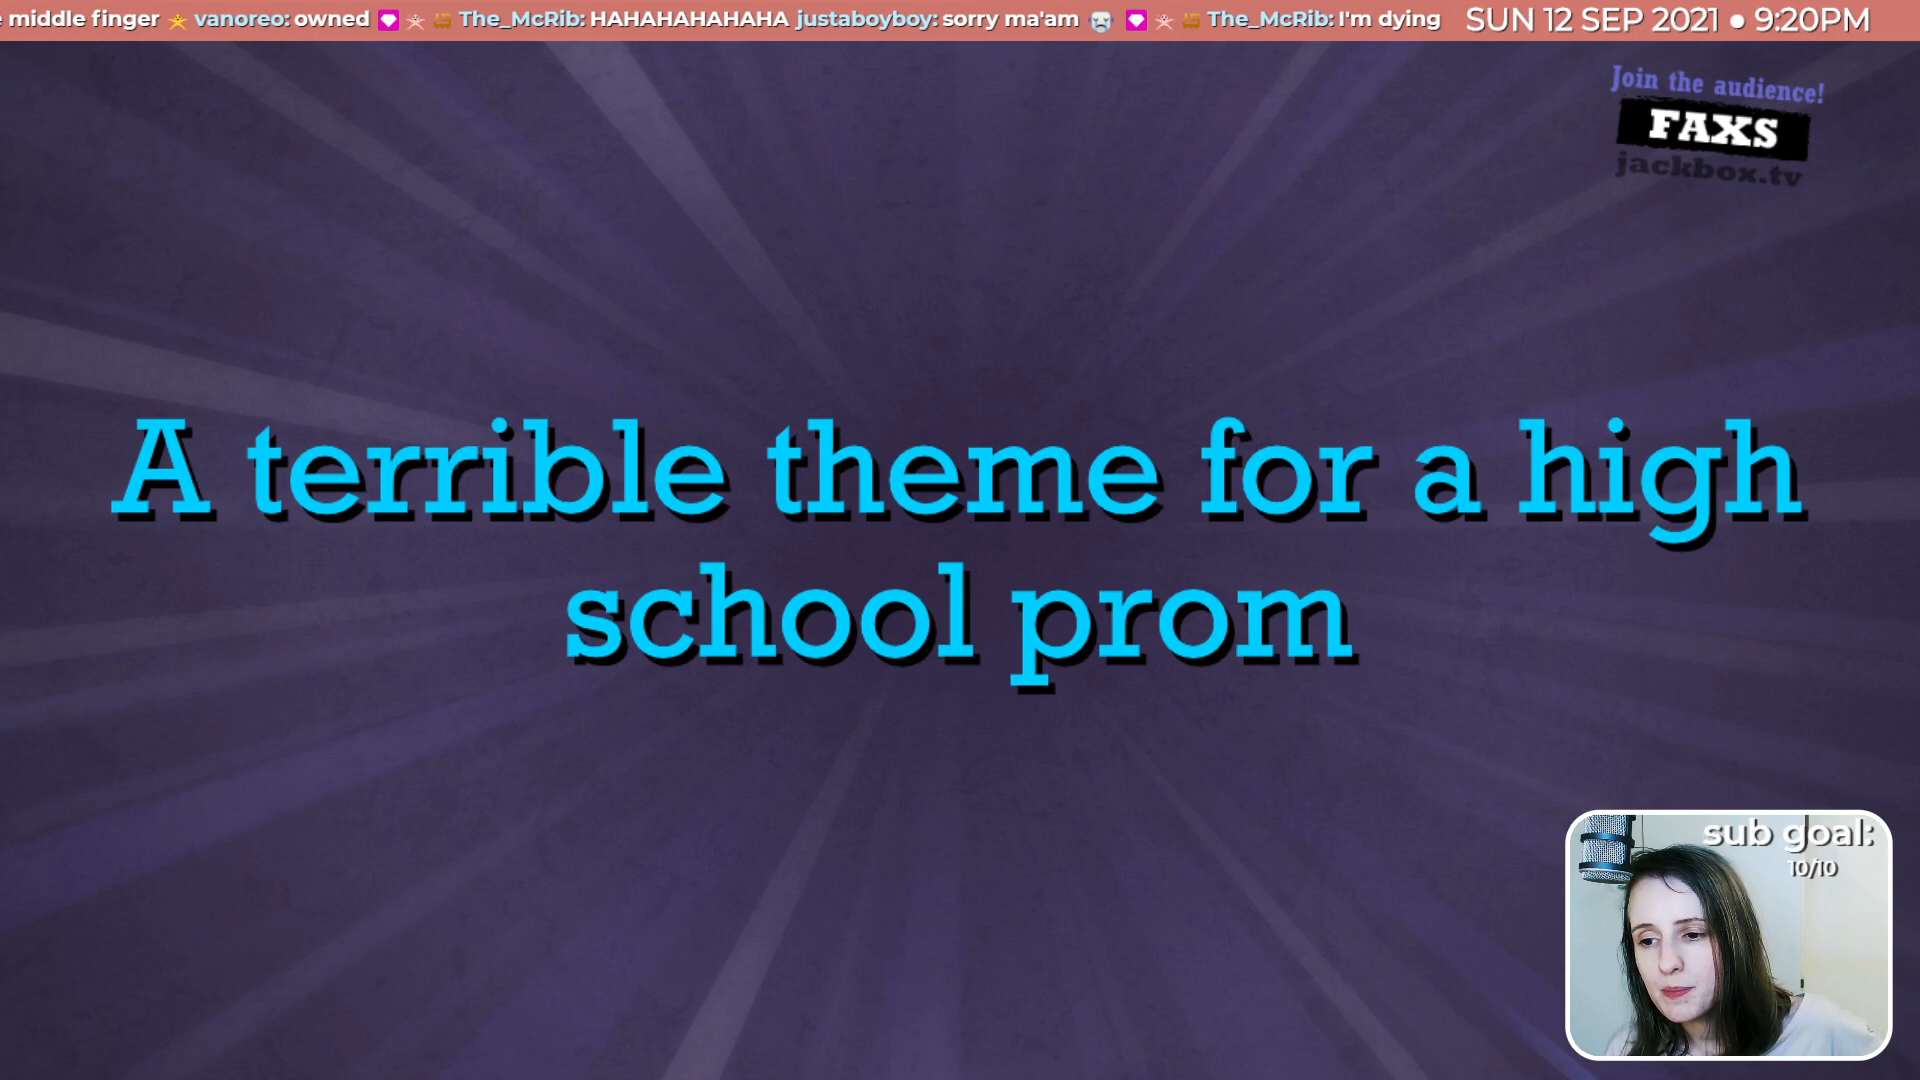 middle finger vanoreo: owned The_McRib: HAHAHAHAHAHA justaboyboy: sorry ma'am The_McRib: I'm dying SUN 12 SEP 2021 ● 9:20PM
Join the audience!
FAXS
jackbox.tv
A terrible theme for a high
school prom
sub goal:
10/10